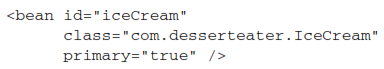 <bean id="iceCream"
class="com.desserteater.IceCream"
primary="true" />